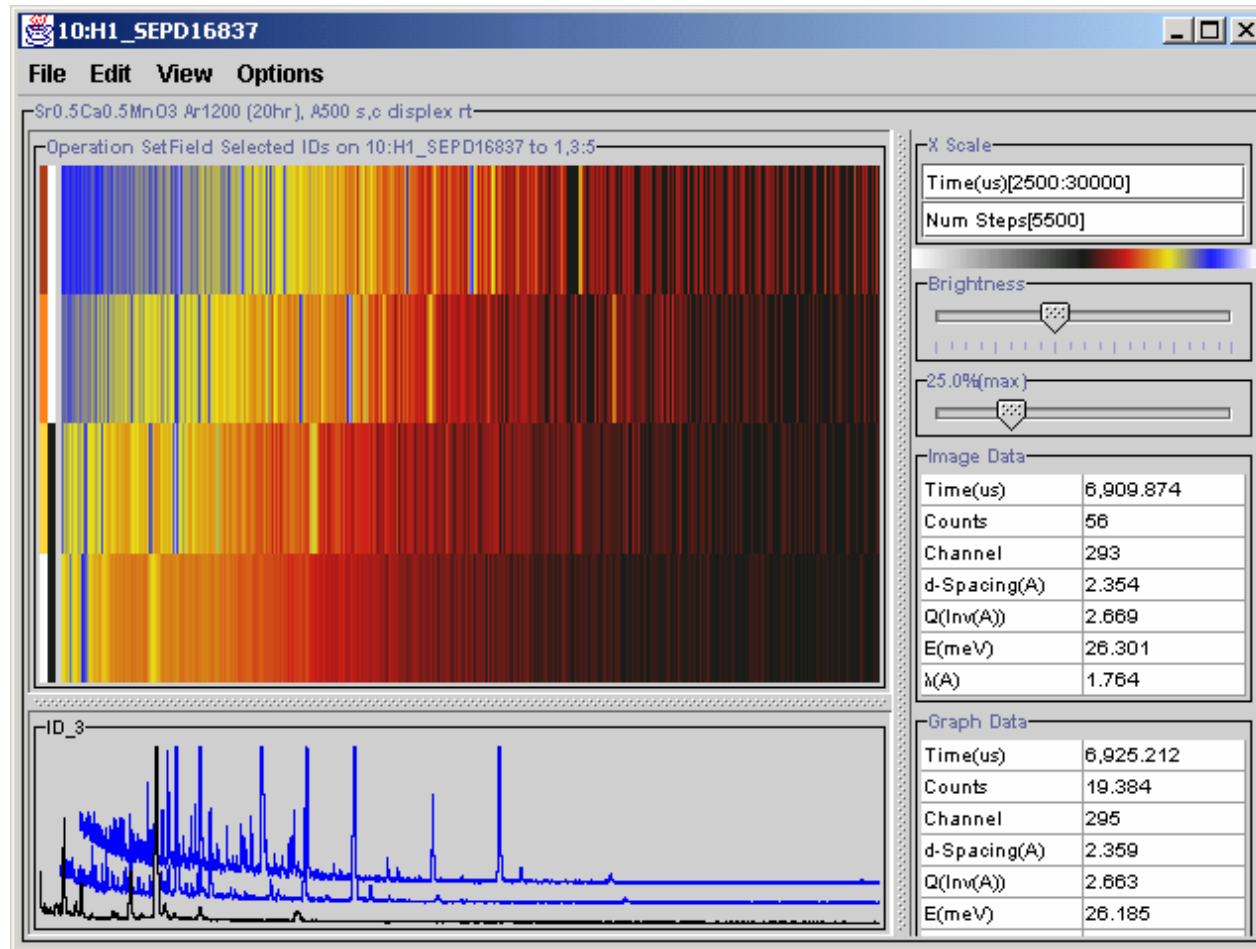 10:H1_SEPD16837
File Edit View Options
Sr0.5Ca0.5MnO3 Ar1200 (20hr), A500 s,c displex rt
Operation SetField Selected IDs on 10:H1_SEPD16837 to 1,3:5
X Scale
Time(us)[2500:30000]
Num Steps[5500]
Brightness
25.0%(max)
Image Data
Time(us) 6,909.874
Counts 56
Channel 293
d-Spacing(A) 2.354
Q(Inv(A)) 2.669
E(meV) 26.301
λ(A) 1.764
ID_3
Graph Data
Time(us) 6,925.212
Counts 19.384
Channel 295
d-Spacing(A) 2.359
Q(Inv(A)) 2.663
E(meV) 26.185